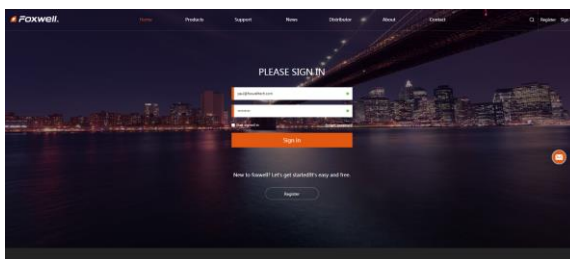 Foxwell.
Home Products Support News Distributor About Contact Register Sign
PLEASE SIGN IN
Sign In
New to foxwell? Let's get started!It's easy and free.
Register